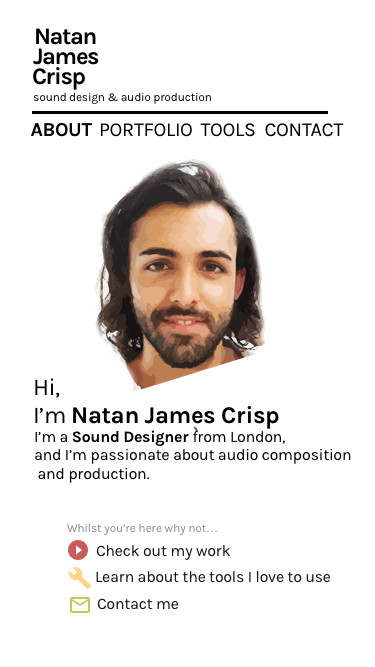 Natan
James
Crisp
sound design & audio production
ABOUT PORTFOLIO TOOLS CONTACT
Hi,
I'm Natan James Crisp
I'm a Sound Designer from London,
and I'm passionate about audio composition
and production.
Whilst you're here why not...
Check out my work
Learn about the tools I love to use
Contact me